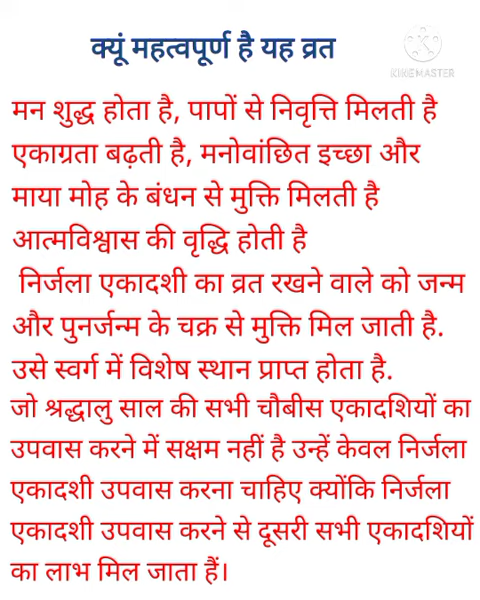 क्यूं महत्वपूर्ण है यह व्रत
KINEMASTER
मन शुद्ध होता है, पापों से निवृत्ति मिलती है
एकाग्रता बढ़ती है, मनोवांछित इच्छा और
माया मोह के बंधन से मुक्ति मिलती है
आत्मविश्वास की वृद्धि होती है
निर्जला एकादशी का व्रत रखने वाले को जन्म
और पुनर्जन्म के चक्र से मुक्ति मिल जाती है.
उसे स्वर्ग में विशेष स्थान प्राप्त होता है.
जो श्रद्धालु साल की सभी चौबीस एकादशियों का
उपवास करने में सक्षम नहीं है उन्हें केवल निर्जला
एकादशी उपवास करना चाहिए क्योंकि निर्जला
एकादशी उपवास करने से दूसरी सभी एकादशियों
का लाभ मिल जाता हैं।